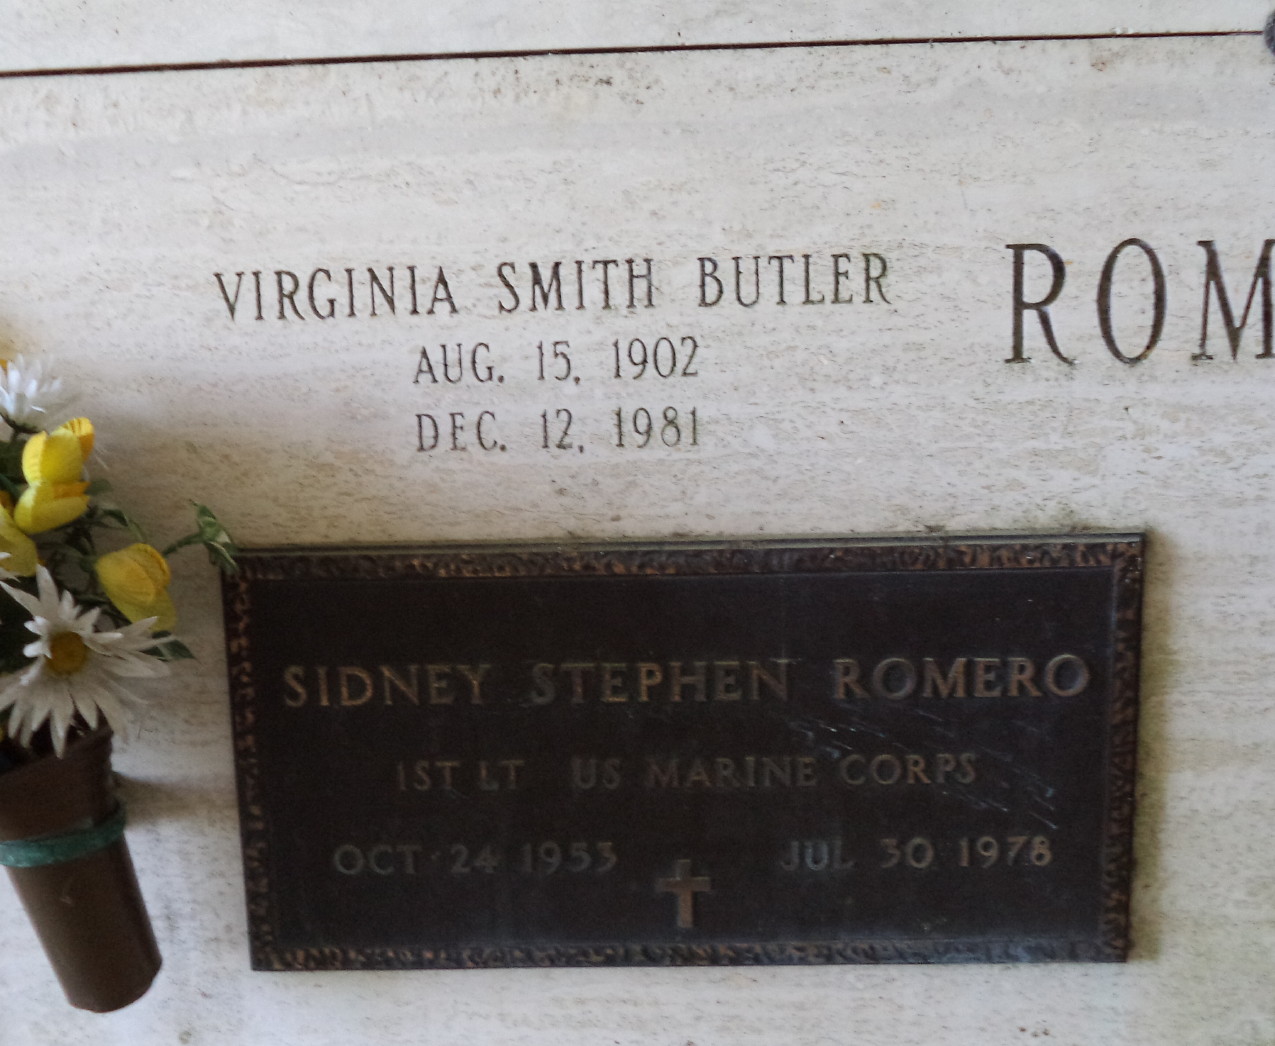 VIRGINIA SMITH BUTLER
AUG. 15, 1902
DEC. 12, 1981
ROM
SIDNEY STEPHEN ROMERO
1ST LT US MARINE CORPS
OCT 24 1953 JUL 30 1978